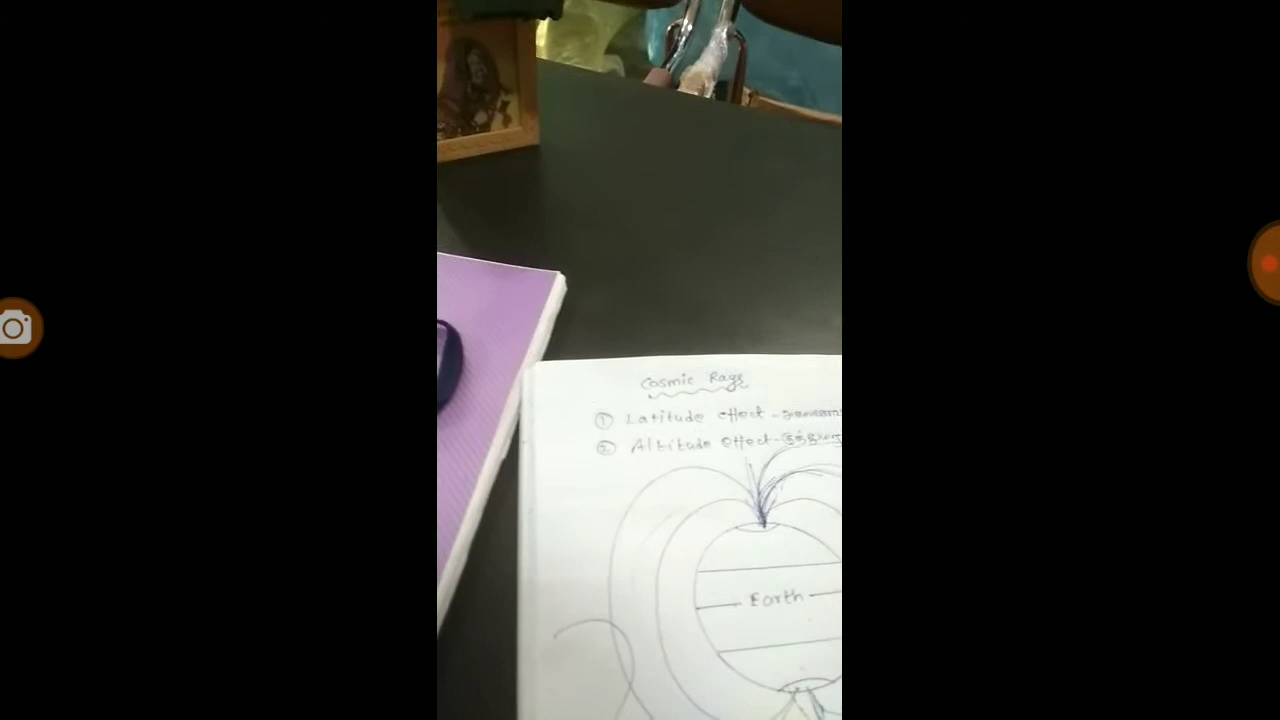 Cosmic Rays
① Latitude effect -
② Altitude effect -
Earth